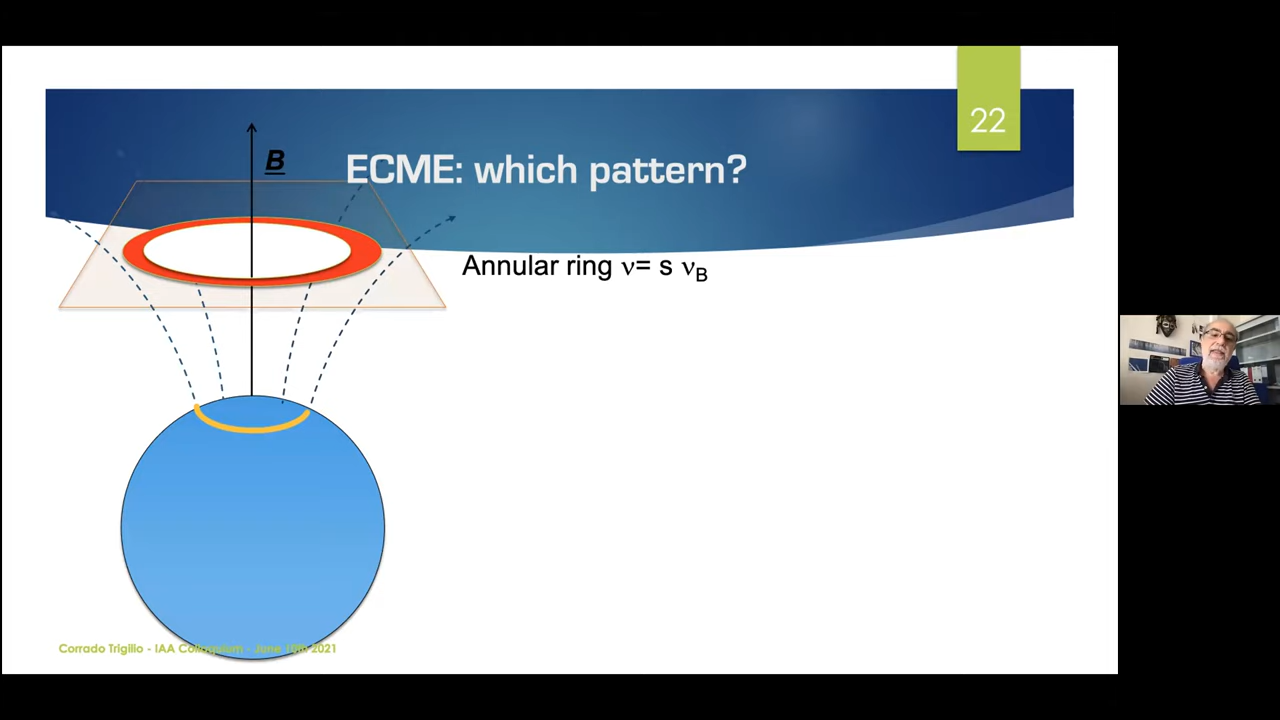 22
B
ECME: which pattern?
Annular ring ν= s νB
Corrado Trigilio - IAA Colloquium - June 10th 2021